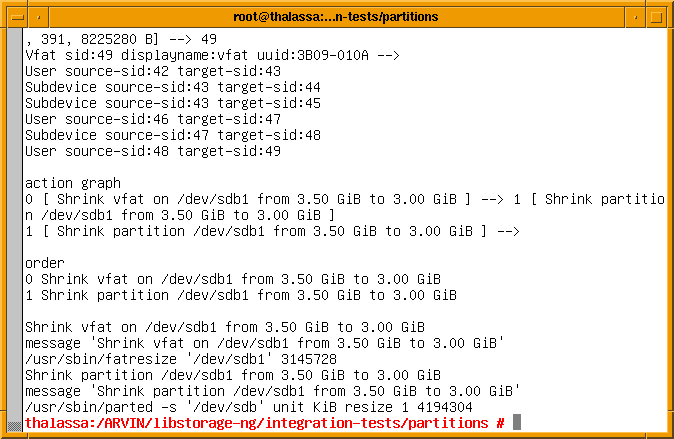 root@thalassa:...n-tests/partitions
, 391, 8225280 B] --> 49
Vfat sid:49 displayname:vfat uuid:3B09-010A -->
User source-sid:42 target-sid:43
Subdevice source-sid:43 target-sid:44
Subdevice source-sid:43 target-sid:45
User source-sid:46 target-sid:47
Subdevice source-sid:47 target-sid:48
User source-sid:48 target-sid:49
action graph
0 [ Shrink vfat on /dev/sdb1 from 3.50 GiB to 3.00 GiB ] --> 1 [ Shrink partitio
n /dev/sdb1 from 3.50 GiB to 3.00 GiB ]
1 [ Shrink partition /dev/sdb1 from 3.50 GiB to 3.00 GiB ] -->
order
0 Shrink vfat on /dev/sdb1 from 3.50 GiB to 3.00 GiB
1 Shrink partition /dev/sdb1 from 3.50 GiB to 3.00 GiB
Shrink vfat on /dev/sdb1 from 3.50 GiB to 3.00 GiB
message 'Shrink vfat on /dev/sdb1 from 3.50 GiB to 3.00 GiB'
/usr/sbin/fatresize '/dev/sdb1' 3145728
Shrink partition /dev/sdb1 from 3.50 GiB to 3.00 GiB
message 'Shrink partition /dev/sdb1 from 3.50 GiB to 3.00 GiB'
/usr/sbin/parted -s '/dev/sdb' unit KiB resize 1 4194304
thalassa:/ARVIN/libstorage-ng/integration-tests/partitions #